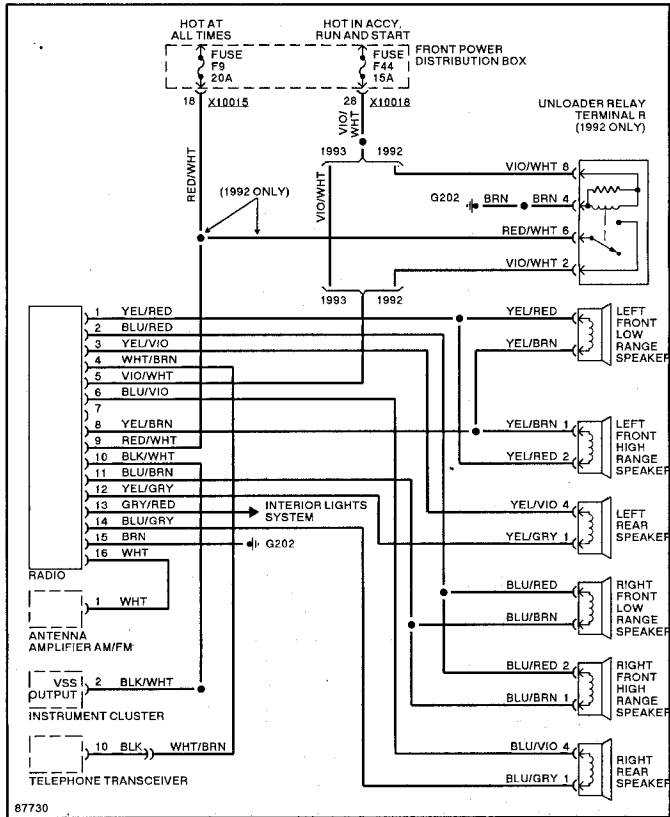 HOT AT
ALL TIMES
HOT IN ACCY,
RUN AND START
FUSE
F9
20A
FUSE
F44
15A
FRONT POWER
DISTRIBUTION BOX
18 X10015
28 X10018
UNLOADER RELAY
TERMINAL R
(1992 ONLY)
RED/WHT
VIO/
WHT
1993 1992
VIO/WHT
VIO/WHT 8
G202 BRN BRN 4
(1992 ONLY)
RED/WHT 6
VIO/WHT 2
1993 1992
1 YEL/RED
2 BLU/RED
3 YEL/VIO
4 WHT/BRN
5 VIO/WHT
6 BLU/VIO
7
8 YEL/BRN
9 RED/WHT
10 BLK/WHT
11 BLU/BRN
12 YEL/GRY
13 GRY/RED
14 BLU/GRY
15 BRN
16 WHT
RADIO
INTERIOR LIGHTS
SYSTEM
G202
YEL/RED
YEL/BRN
LEFT
FRONT
LOW
RANGE
SPEAKER
YEL/BRN 1
YEL/RED 2
LEFT
FRONT
HIGH
RANGE
SPEAKER
YEL/VIO 4
YEL/GRY 1
LEFT
REAR
SPEAKER
BLU/RED
BLU/BRN
RIGHT
FRONT
LOW
RANGE
SPEAKER
BLU/RED 2
BLU/BRN 1
RIGHT
FRONT
HIGH
RANGE
SPEAKER
BLU/VIO 4
BLU/GRY 1
RIGHT
REAR
SPEAKER
1 WHT
ANTENNA
AMPLIFIER AM/FM
VSS
OUTPUT
2 BLK/WHT
INSTRUMENT CLUSTER
10 BLK WHT/BRN
TELEPHONE TRANSCEIVER
87730